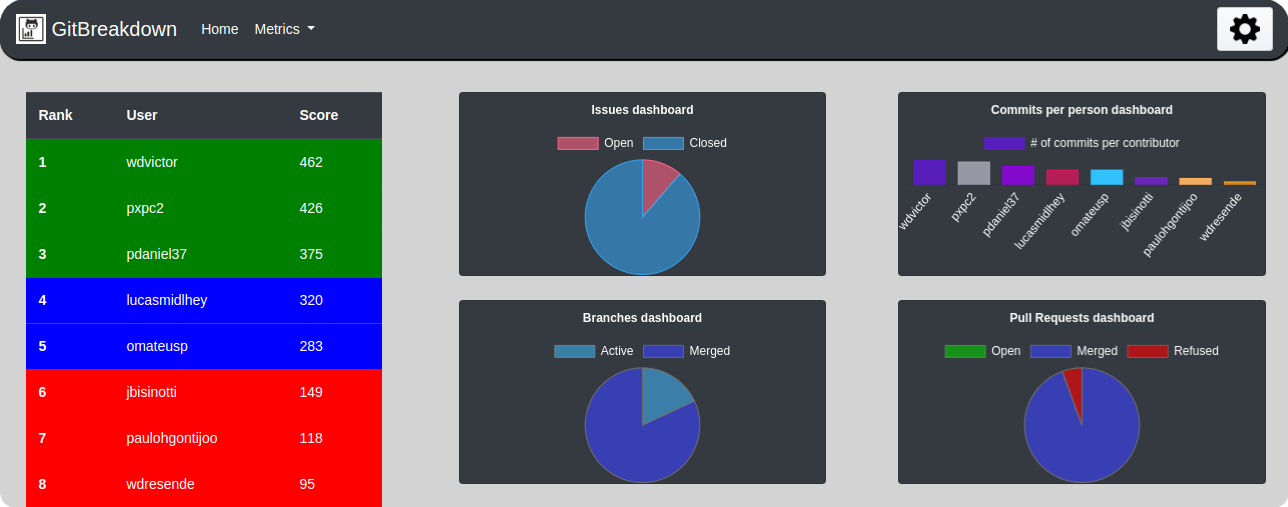 GitBreakdown Home Metrics
Rank User Score
1 wdvictor 462
2 pxpc2 426
3 pdaniel37 375
4 lucasmidlhey 320
5 omateusp 283
6 jbisinotti 149
7 paulohgontijoo 118
8 wdresende 95
Issues dashboard
Open Closed
Commits per person dashboard
# of commits per contributor
wdvictor
pxpc2
pdaniel37
lucasmidlhey
omateusp
jbisinotti
paulohgontijoo
wdresende
Branches dashboard
Active Merged
Pull Requests dashboard
Open Merged Refused